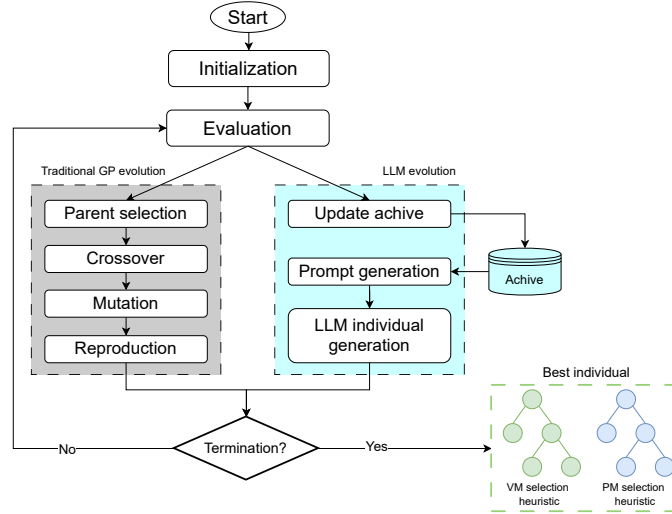 Start
Initialization
Evaluation
Traditional GP evolution
LLM evolution
Parent selection
Crossover
Mutation
Reproduction
Update achive
Prompt generation
LLM individual
generation
Achive
Termination?
No
Yes
Best individual
VM selection
heuristic
PM selection
heuristic